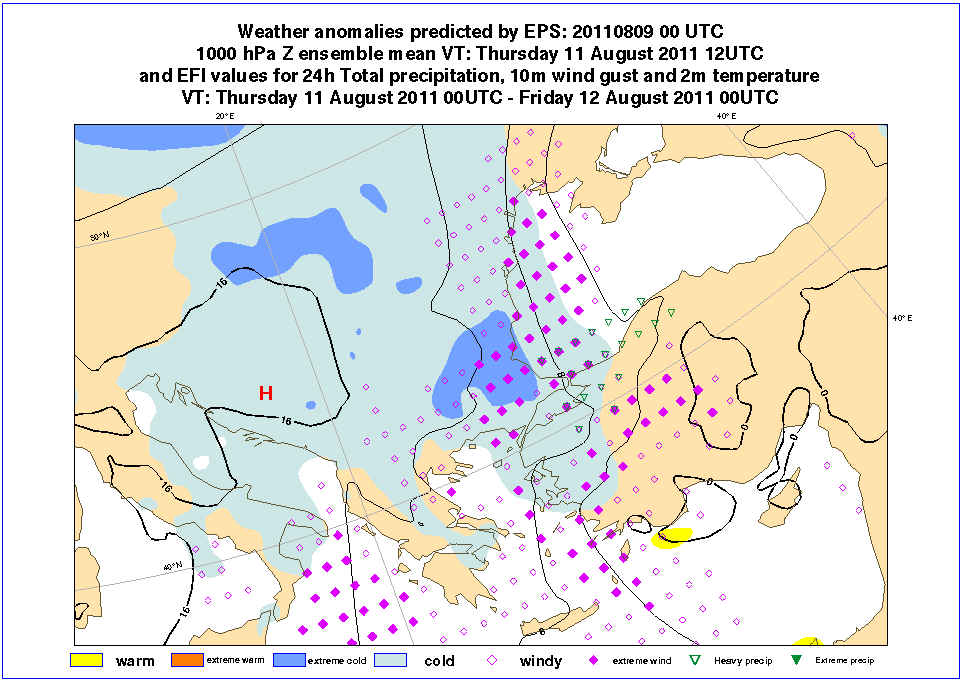 Weather anomalies predicted by EPS: 20110809 00 UTC
1000 hPa Z ensemble mean VT: Thursday 11 August 2011 12UTC
and EFI values for 24h Total precipitation, 10m wind gust and 2m temperature
VT: Thursday 11 August 2011 00UTC - Friday 12 August 2011 00UTC
20°E 40°E
50°N
16
40°E
H
8
16
0 0 0
16
0
40°N
16
8
warm extreme warm extreme cold cold windy extreme wind Heavy precip Extreme precip